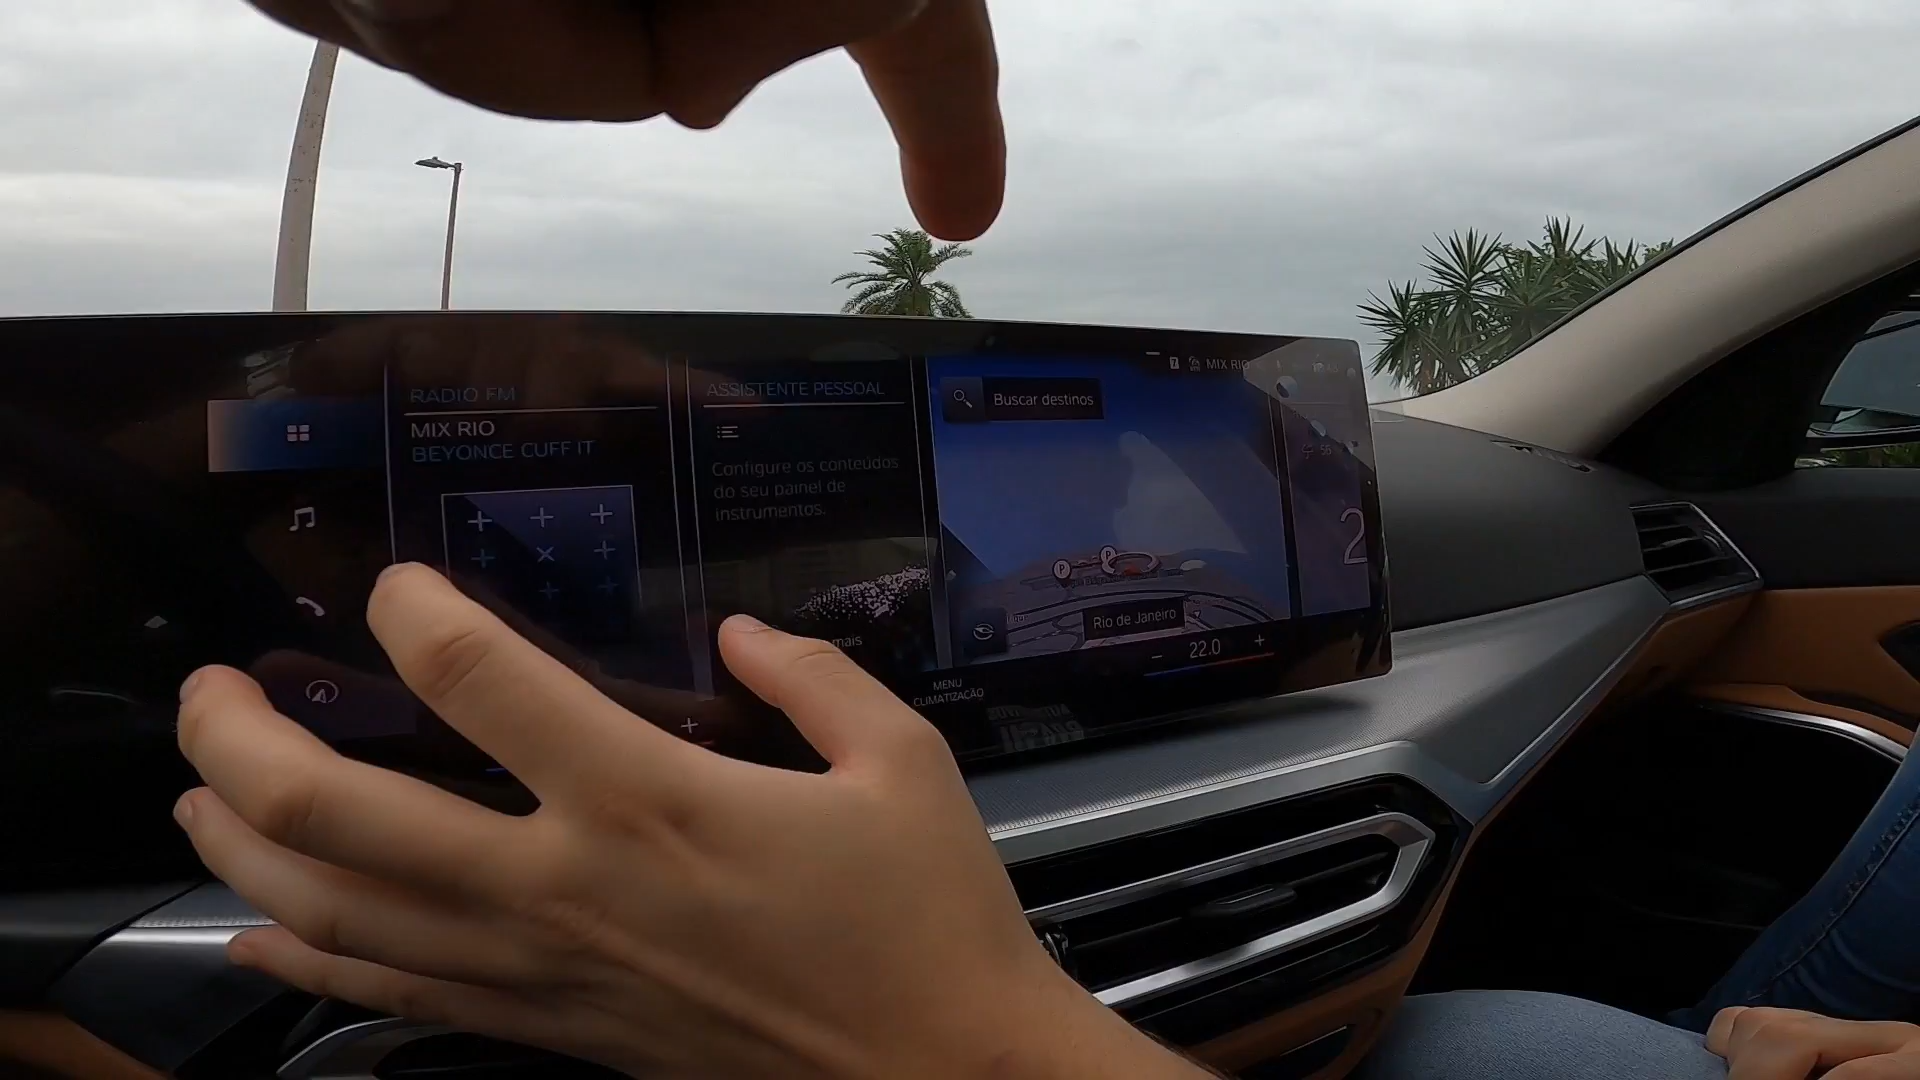 MIX RIO
RADIO FM
MIX RIO
BEYONCE CUFF IT
ASSISTENTE PESSOAL
Configure os conteúdos
do seu painel de
instrumentos.
mais
Buscar destinos
Rio de Janeiro
22.0
MENU
CLIMATIZAÇÃO
2